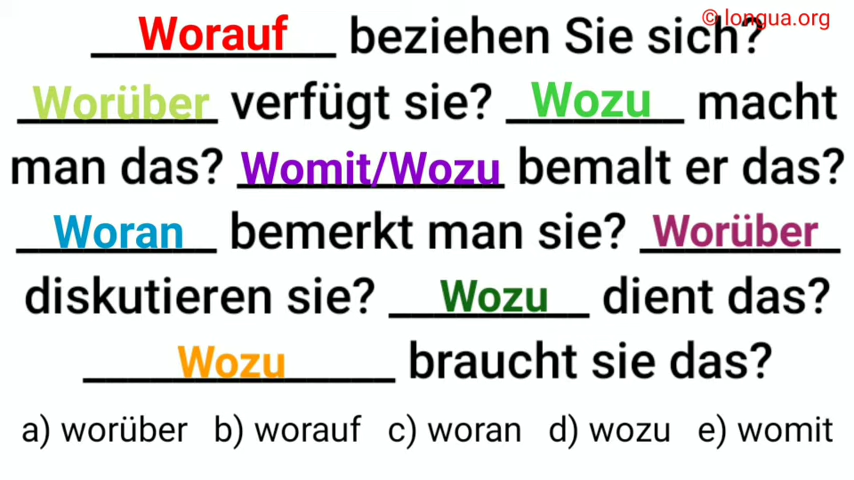 © longua.org
Worauf beziehen Sie sich?
Worüber verfügt sie? Wozu macht
man das? Womit/Wozu bemalt er das?
Woran bemerkt man sie? Worüber
diskutieren sie? Wozu dient das?
Wozu braucht sie das?
a) worüber b) worauf c) woran d) wozu e) womit